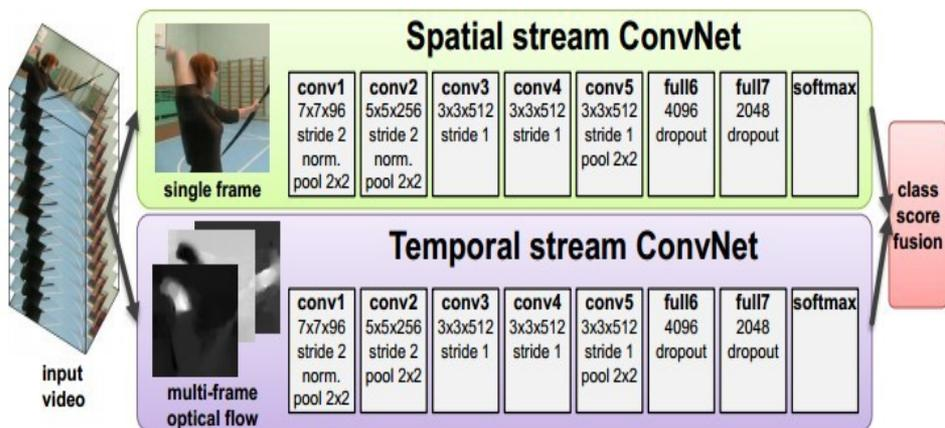 Spatial stream ConvNet
single frame
conv1
7x7x96
stride 2
norm.
pool 2x2
conv2
5x5x256
stride 2
norm.
pool 2x2
conv3
3x3x512
stride 1
conv4
3x3x512
stride 1
conv5
3x3x512
stride 1
pool 2x2
full6
4096
dropout
full7
2048
dropout
softmax
Temporal stream ConvNet
multi-frame
optical flow
conv1
7x7x96
stride 2
norm.
pool 2x2
conv2
5x5x256
stride 2
pool 2x2
conv3
3x3x512
stride 1
conv4
3x3x512
stride 1
conv5
3x3x512
stride 1
pool 2x2
full6
4096
dropout
full7
2048
dropout
softmax
input
video
class
score
fusion